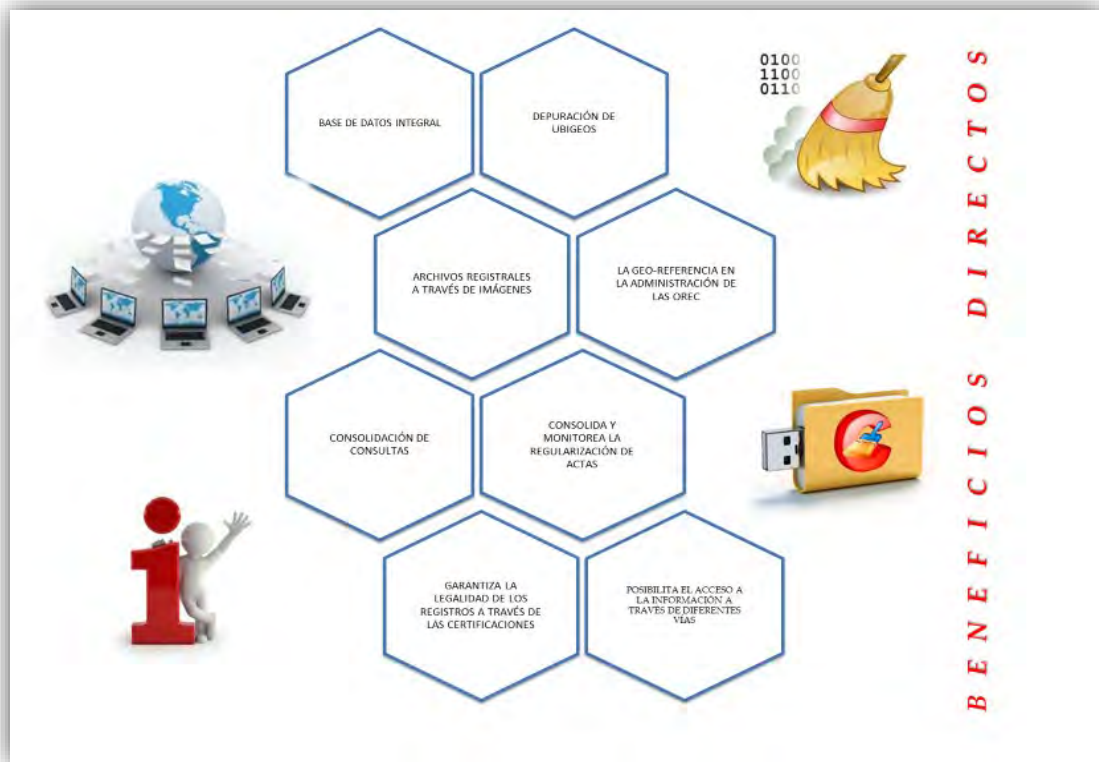 BASE DE DATOS INTEGRAL
DEPURACIÓN DE
UBIGEOS
0100
1100
0110
ARCHIVOS REGISTRALES
A TRAVÉS DE IMÁGENES
LA GEO-REFERENCIA EN
LA ADMINISTRACIÓN DE
LAS OREC
CONSOLIDACIÓN DE
CONSULTAS
CONSOLIDA Y
MONITOREA LA
REGULARIZACIÓN DE
ACTAS
GARANTIZA LA
LEGALIDAD DE LOS
REGISTROS A TRAVÉS DE
LAS CERTIFICACIONES
POSIBILITA EL ACCESO A
LA INFORMACIÓN A
TRAVÉS DE DIFERENTES
VÍAS
BENEFICIOS DIRECTOS